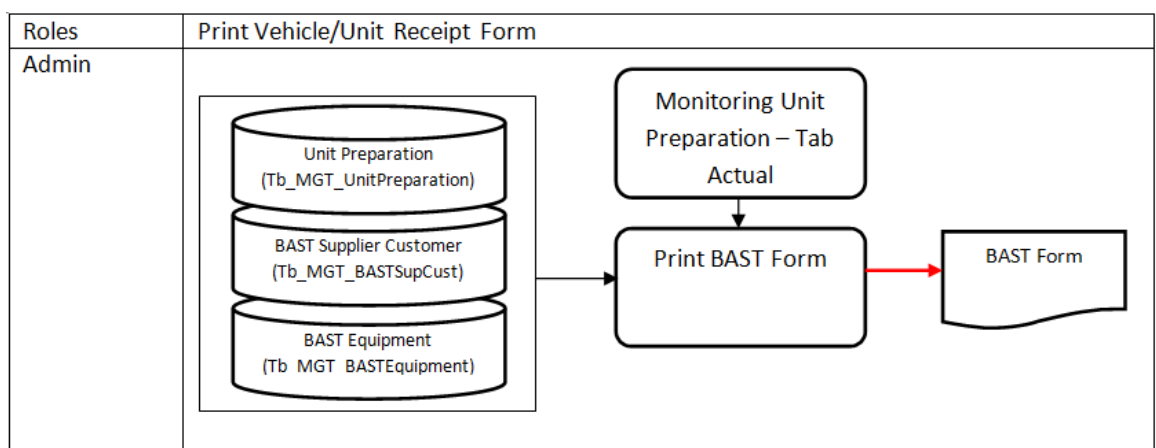 Roles
Print Vehicle/Unit Receipt Form
Admin
Unit Preparation
(Tb_MGT_UnitPreparation)
BAST Supplier Customer
(Tb_MGT_BASTSupCust)
BAST Equipment
(Tb MGT BASTEquipment)
Monitoring Unit
Preparation – Tab
Actual
Print BAST Form
BAST Form